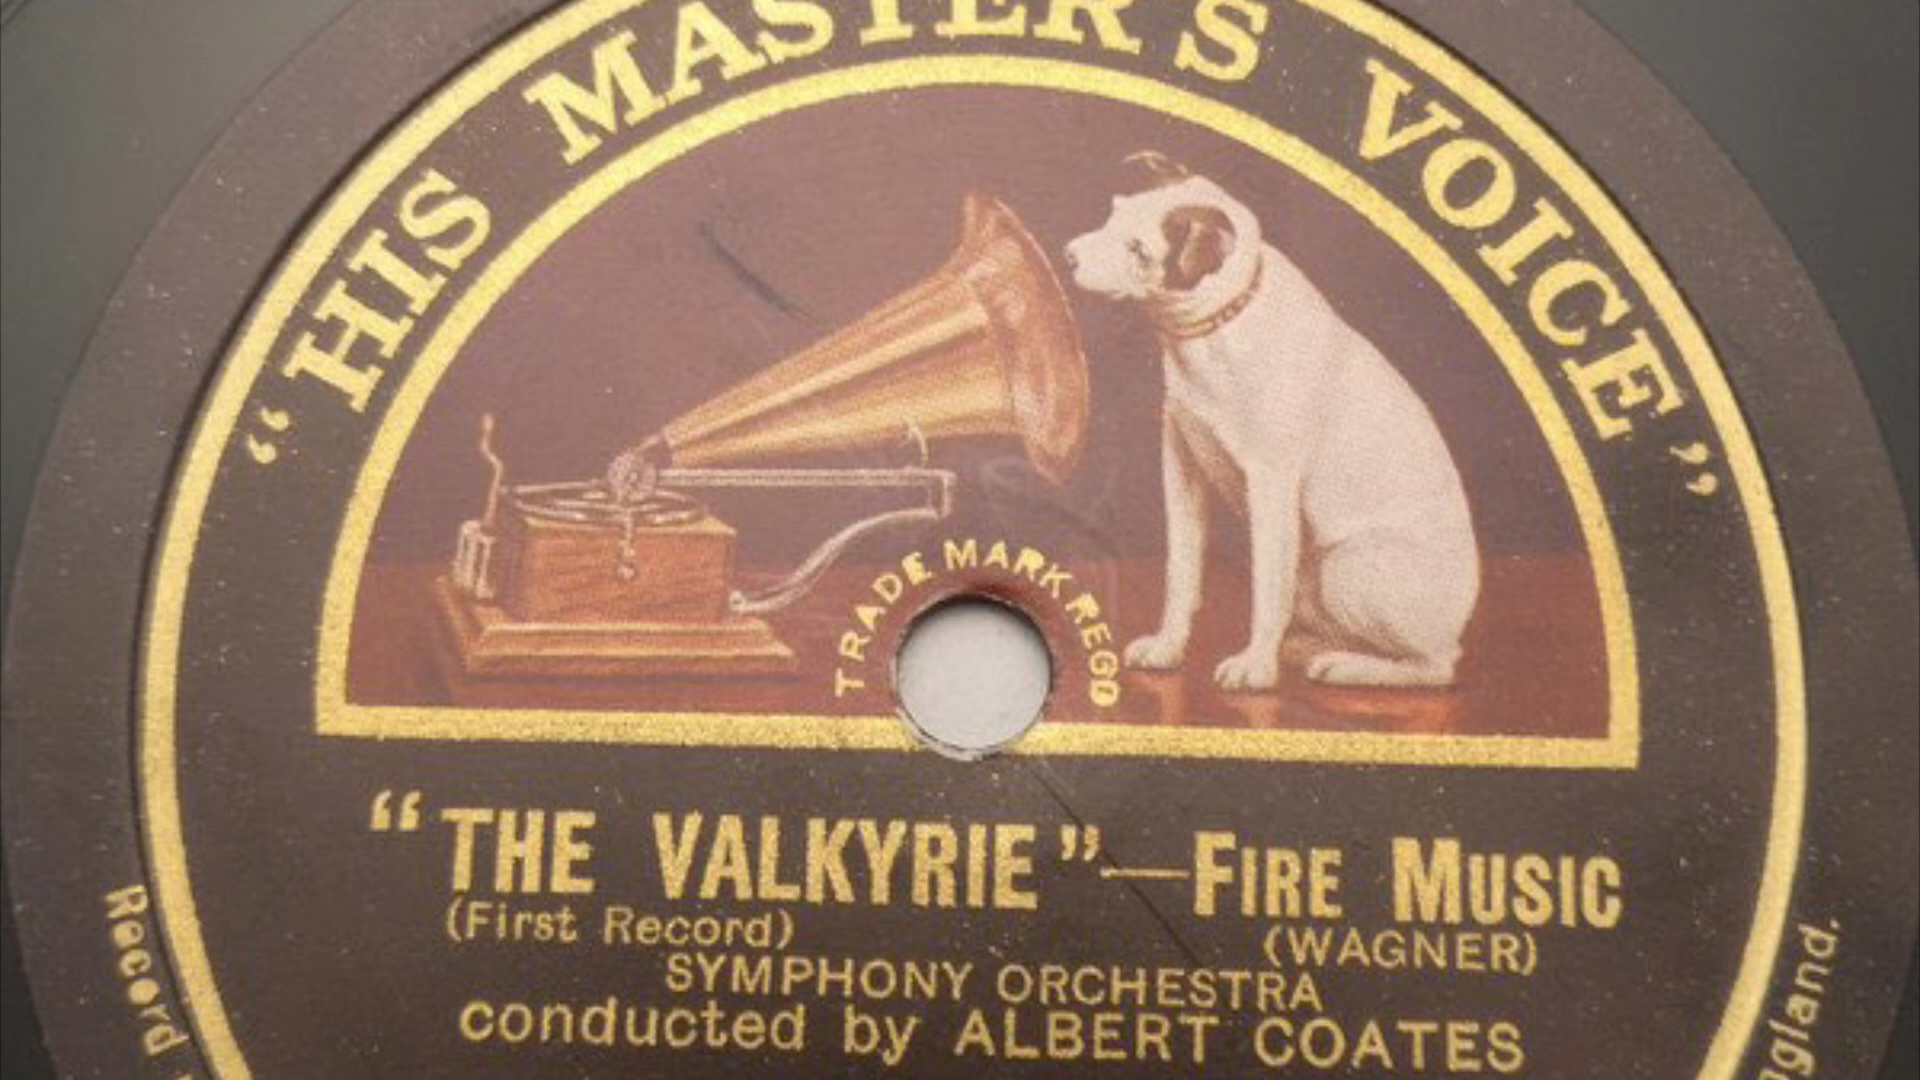 “HIS MASTER'S VOICE”
TRADE MARK REGD
“THE VALKYRIE”—FIRE MUSIC
(First Record)
(WAGNER)
SYMPHONY ORCHESTRA
conducted by ALBERT COATES
Record